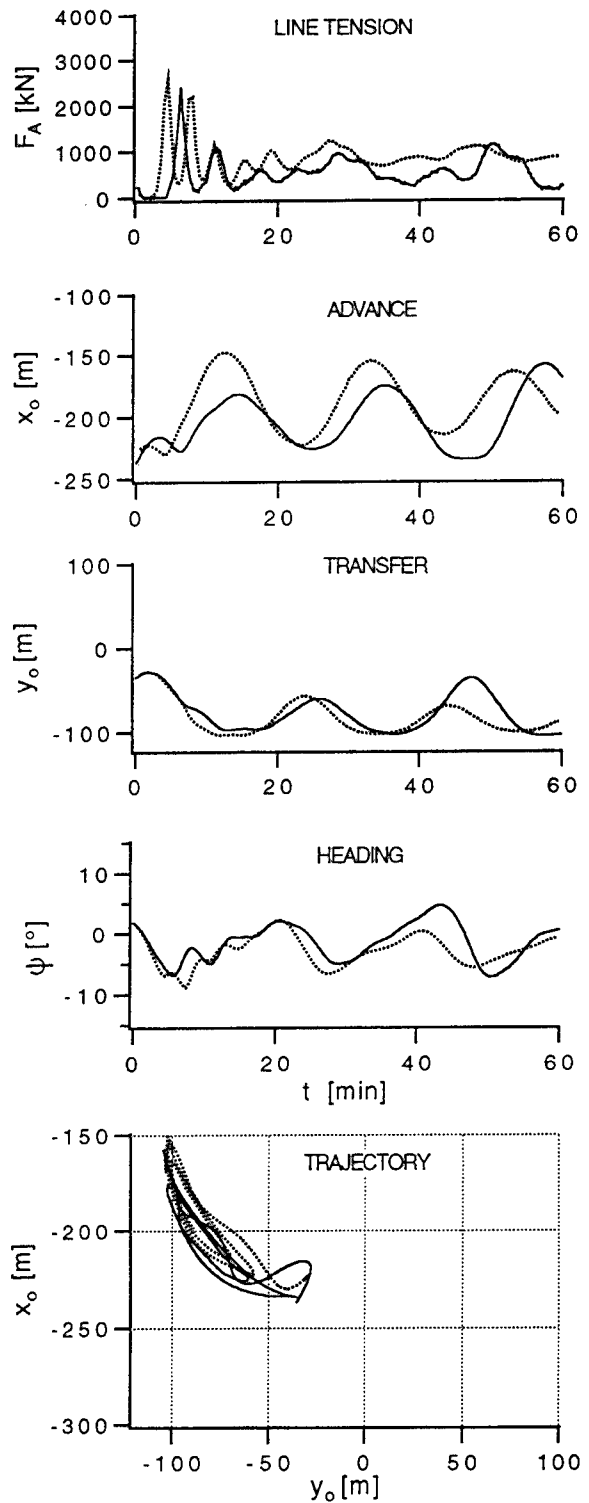 LINE TENSION
F_A [kN]
4000
3000
2000
1000
0
0 20 40 60
ADVANCE
x_o [m]
-100
-150
-200
-250
0 20 40 60
TRANSFER
y_o [m]
100
0
-100
0 20 40 60
HEADING
ψ [°]
10
0
-10
0 20 40 60
t [min]
TRAJECTORY
x_o [m]
-150
-200
-250
-300
-100 -50 0 50 100
y_o [m]